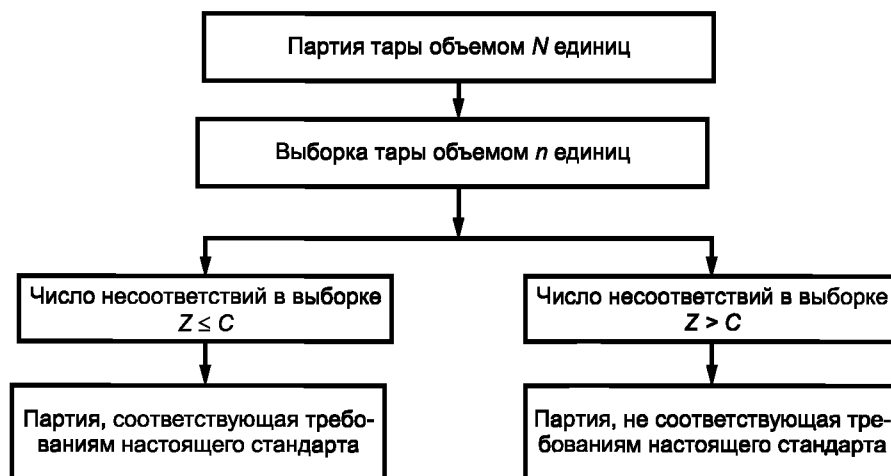 Партия тары объемом N единиц
Выборка тары объемом n единиц
Число несоответствий в выборке
Z ≤ C
Число несоответствий в выборке
Z > C
Партия, соответствующая требо-
ваниям настоящего стандарта
Партия, не соответствующая тре-
бованиям настоящего стандарта